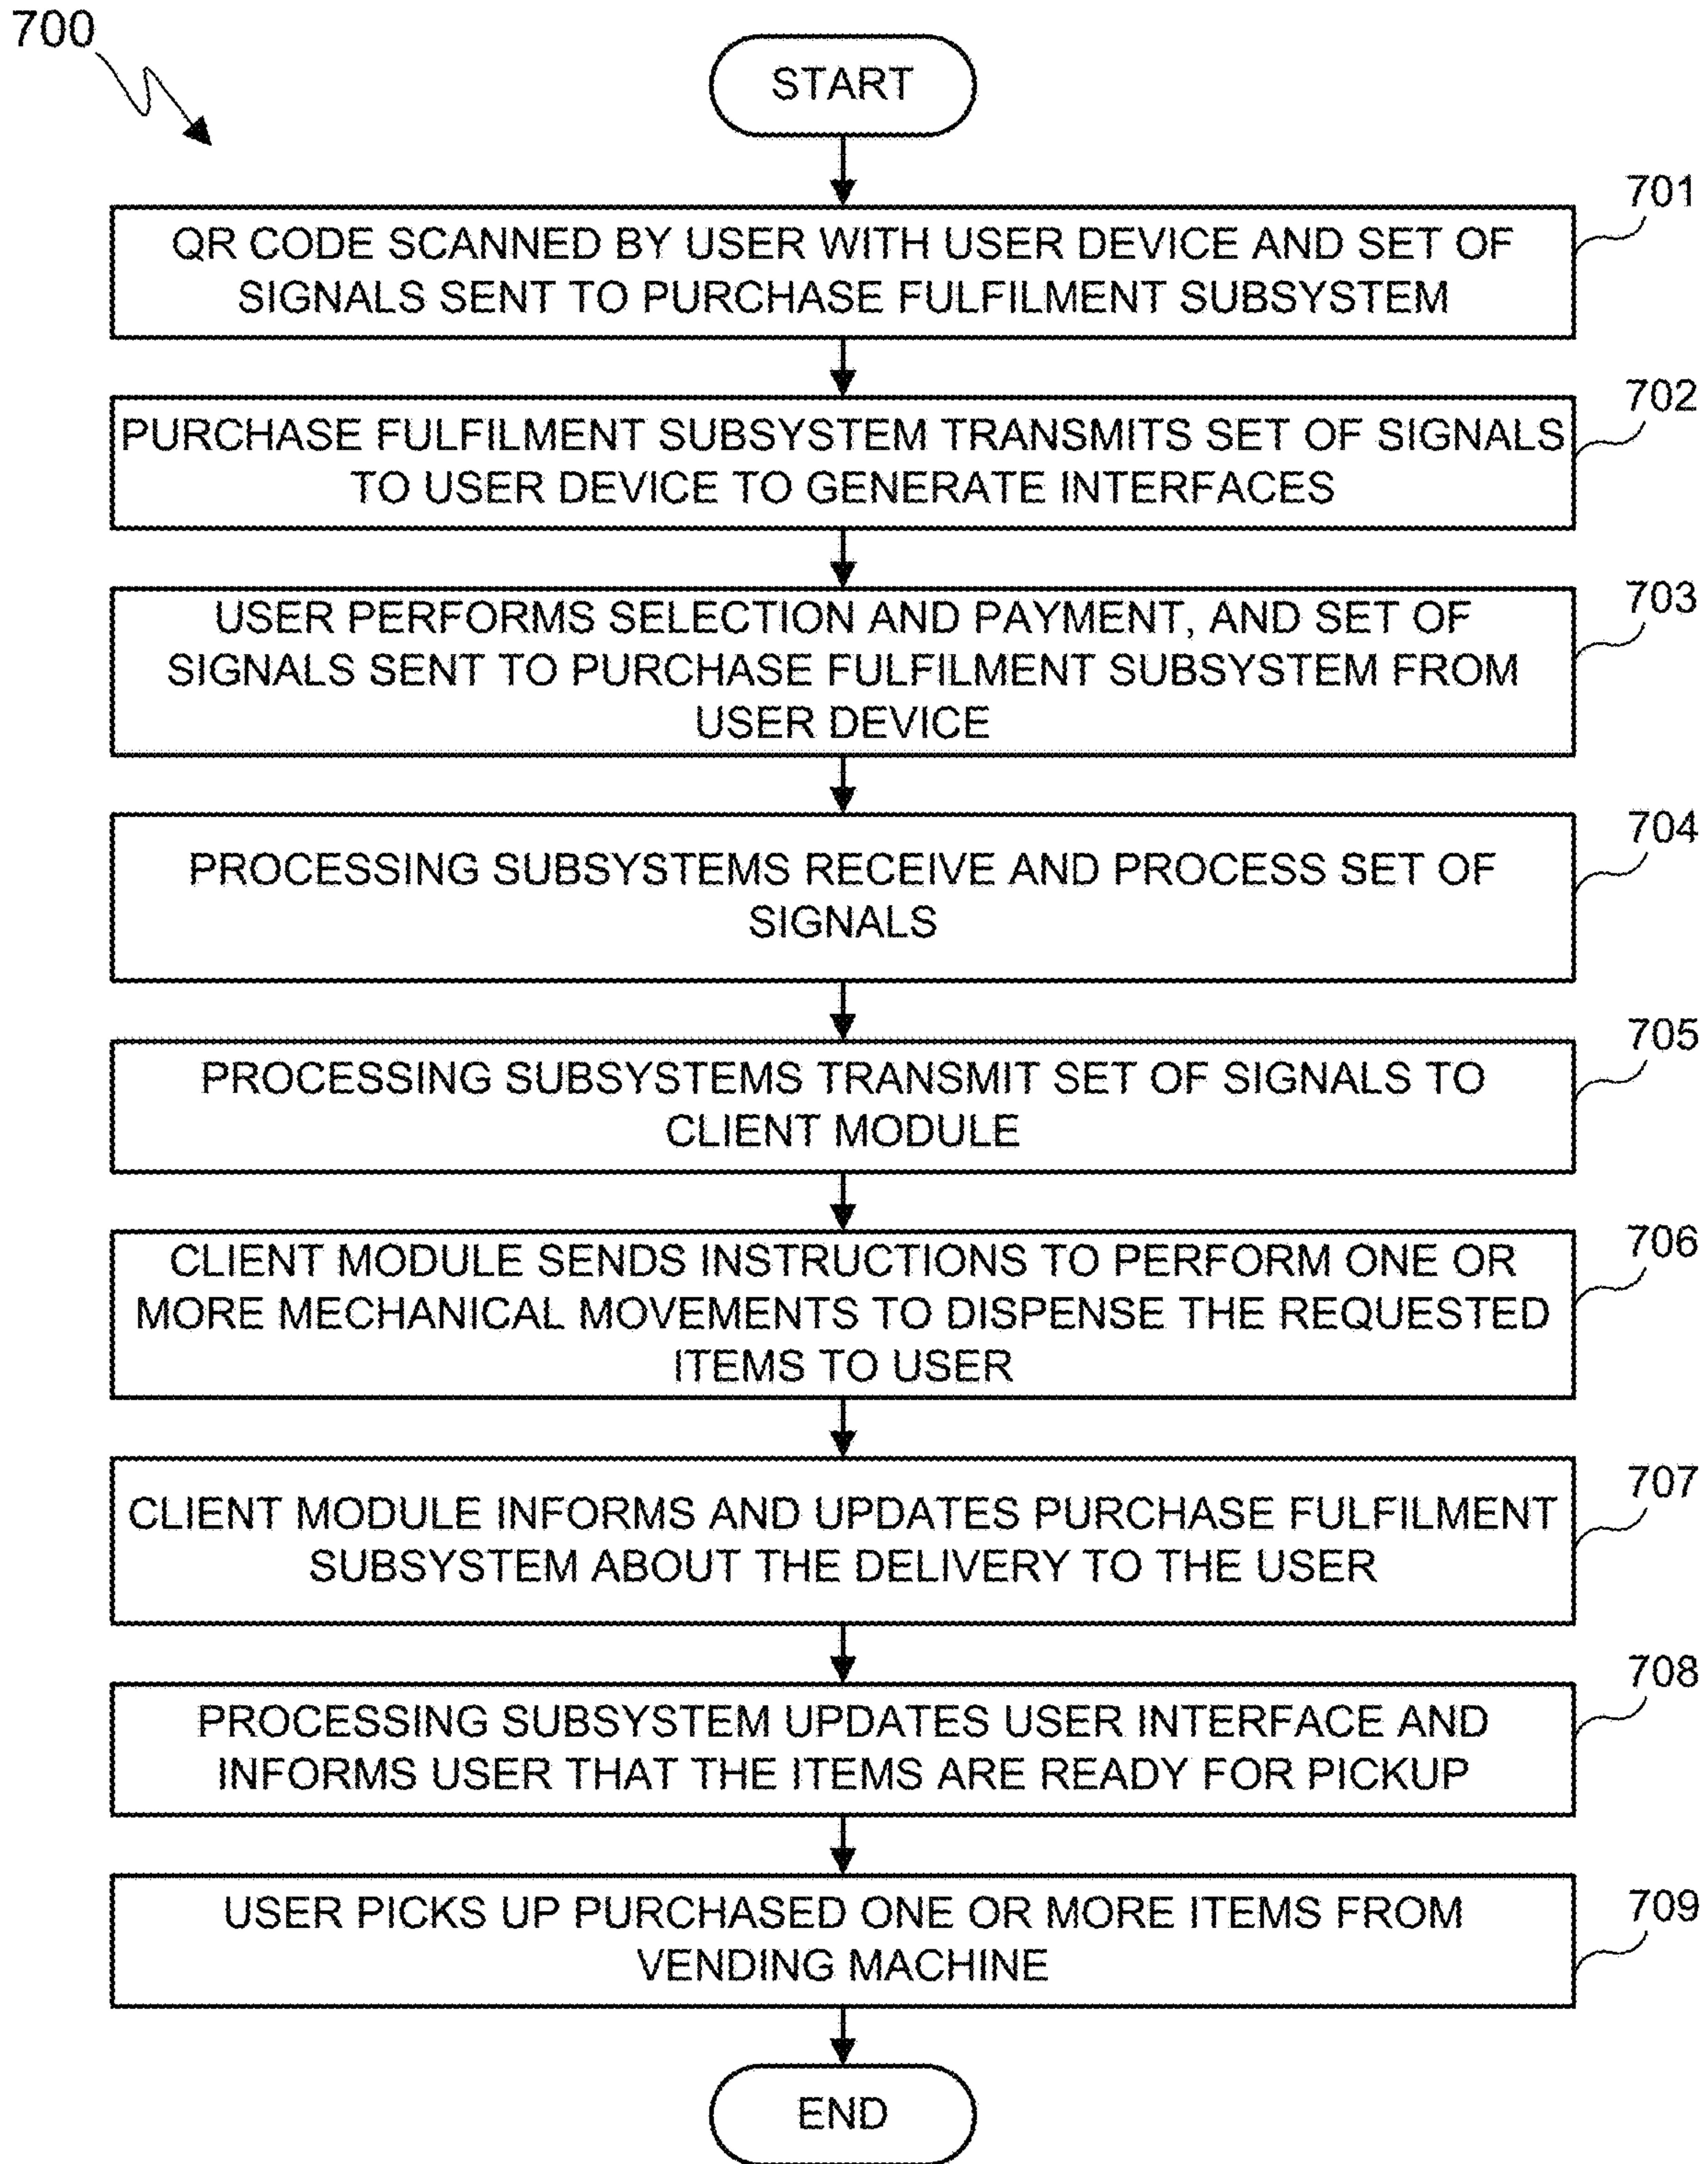 700
START
701
QR CODE SCANNED BY USER WITH USER DEVICE AND SET OF
SIGNALS SENT TO PURCHASE FULFILMENT SUBSYSTEM
702
PURCHASE FULFILMENT SUBSYSTEM TRANSMITS SET OF SIGNALS
TO USER DEVICE TO GENERATE INTERFACES
703
USER PERFORMS SELECTION AND PAYMENT, AND SET OF
SIGNALS SENT TO PURCHASE FULFILMENT SUBSYSTEM FROM
USER DEVICE
704
PROCESSING SUBSYSTEMS RECEIVE AND PROCESS SET OF
SIGNALS
705
PROCESSING SUBSYSTEMS TRANSMIT SET OF SIGNALS TO
CLIENT MODULE
706
CLIENT MODULE SENDS INSTRUCTIONS TO PERFORM ONE OR
MORE MECHANICAL MOVEMENTS TO DISPENSE THE REQUESTED
ITEMS TO USER
707
CLIENT MODULE INFORMS AND UPDATES PURCHASE FULFILMENT
SUBSYSTEM ABOUT THE DELIVERY TO THE USER
708
PROCESSING SUBSYSTEM UPDATES USER INTERFACE AND
INFORMS USER THAT THE ITEMS ARE READY FOR PICKUP
709
USER PICKS UP PURCHASED ONE OR MORE ITEMS FROM
VENDING MACHINE
END